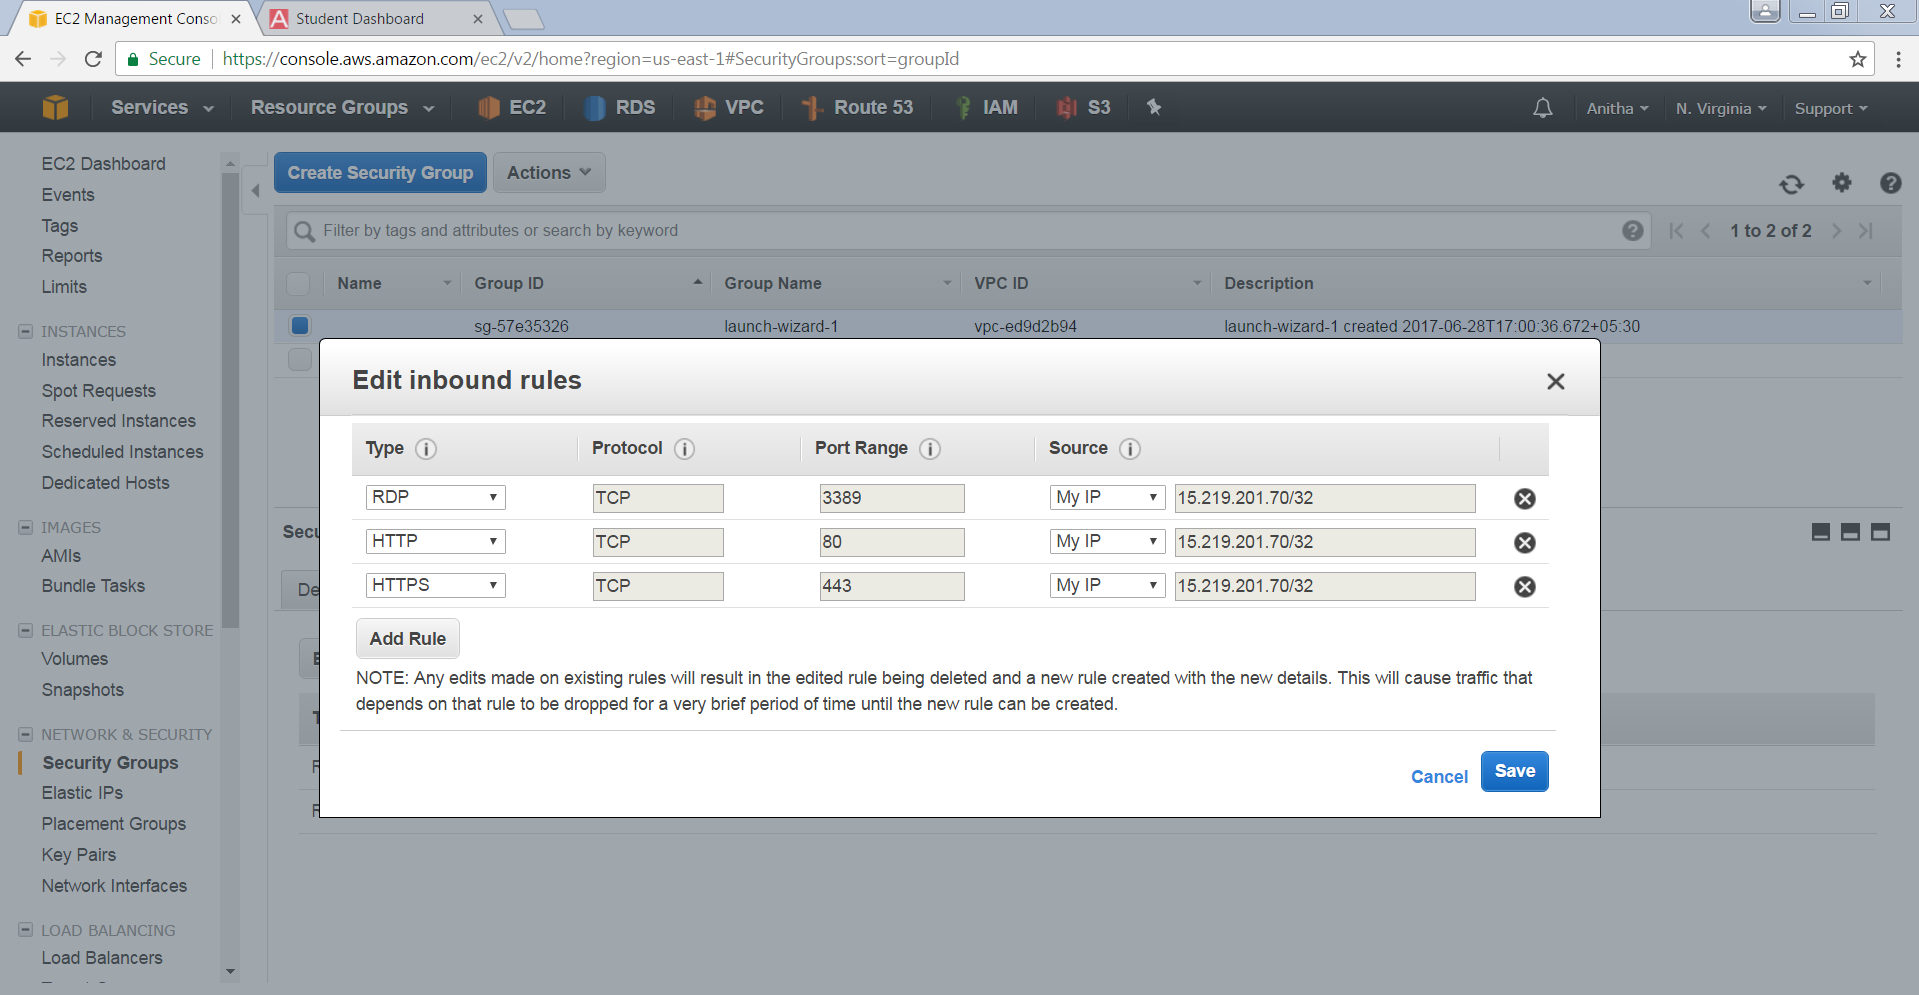 EC2 Management Conso
Student Dashboard
Secure https://console.aws.amazon.com/ec2/v2/home?region=us-east-1#SecurityGroups:sort=groupId
Services Resource Groups EC2 RDS VPC Route 53 IAM S3 Anitha N. Virginia Support
EC2 Dashboard
Events
Tags
Reports
Limits
INSTANCES
Instances
Spot Requests
Reserved Instances
Scheduled Instances
Dedicated Hosts
IMAGES
AMIs
Bundle Tasks
ELASTIC BLOCK STORE
Volumes
Snapshots
NETWORK & SECURITY
Security Groups
Elastic IPs
Placement Groups
Key Pairs
Network Interfaces
LOAD BALANCING
Load Balancers
Create Security Group Actions
Filter by tags and attributes or search by keyword 1 to 2 of 2
Name Group ID Group Name VPC ID Description
sg-57e35326 launch-wizard-1 vpc-ed9d2b94 launch-wizard-1 created 2017-06-28T17:00:36.672+05:30
Secu
De
Edit inbound rules
Type Protocol Port Range Source
RDP TCP 3389 My IP 15.219.201.70/32
HTTP TCP 80 My IP 15.219.201.70/32
HTTPS TCP 443 My IP 15.219.201.70/32
Add Rule
NOTE: Any edits made on existing rules will result in the edited rule being deleted and a new rule created with the new details. This will cause traffic that
depends on that rule to be dropped for a very brief period of time until the new rule can be created.
Cancel Save